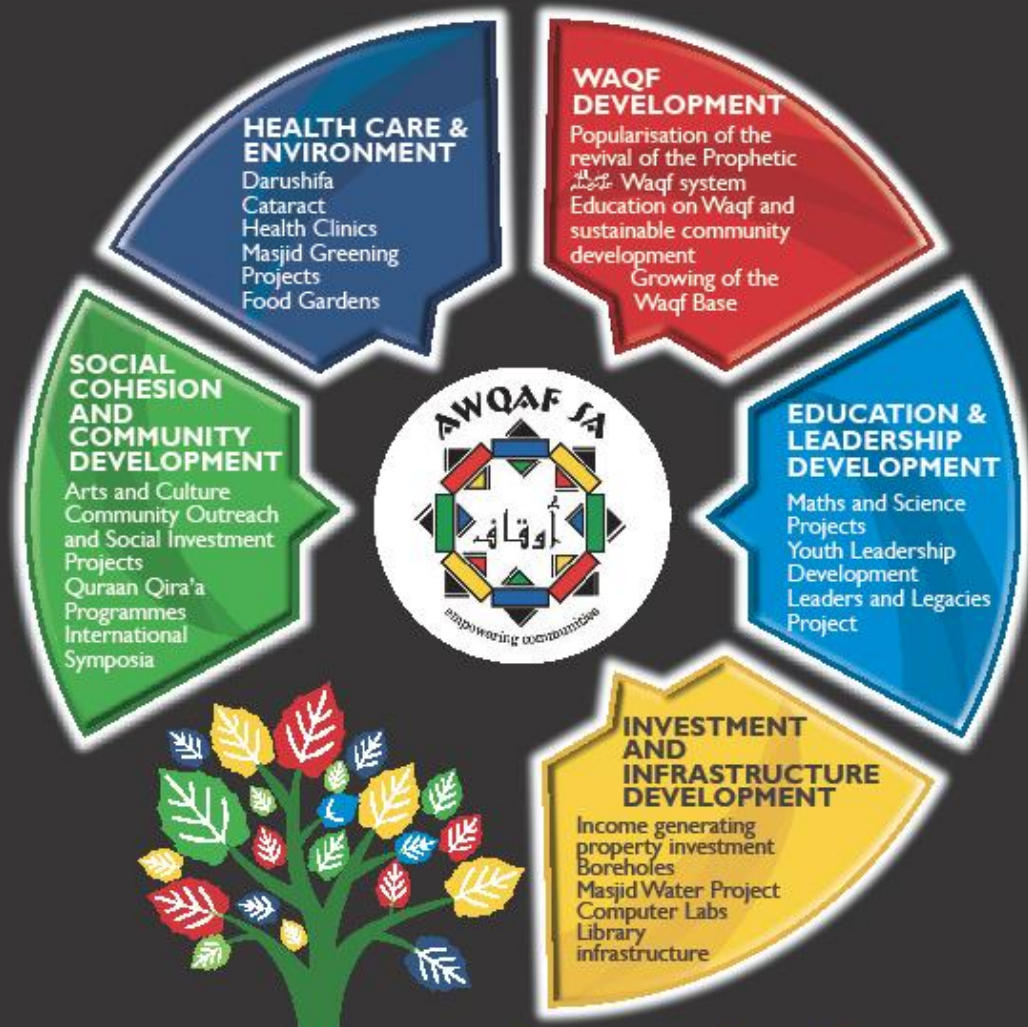 HEALTH CARE &
ENVIRONMENT
Darushifa
Cataract
Health Clinics
Masjid Greening
Projects
Food Gardens
WAQF
DEVELOPMENT
Popularisation of the
revival of the Prophetic
ﷺ Waqf system
Education on Waqf and
sustainable community
development
Growing of the
Waqf Base
SOCIAL
COHESION
AND
COMMUNITY
DEVELOPMENT
Arts and Culture
Community Outreach
and Social Investment
Projects
Quraan Qira'a
Programmes
International
Symposia
AWQAF SA
أوقاف
empowering communities
EDUCATION &
LEADERSHIP
DEVELOPMENT
Maths and Science
Projects
Youth Leadership
Development
Leaders and Legacies
Project
INVESTMENT
AND
INFRASTRUCTURE
DEVELOPMENT
Income generating
property investment
Boreholes
Masjid Water Project
Computer Labs
Library
infrastructure